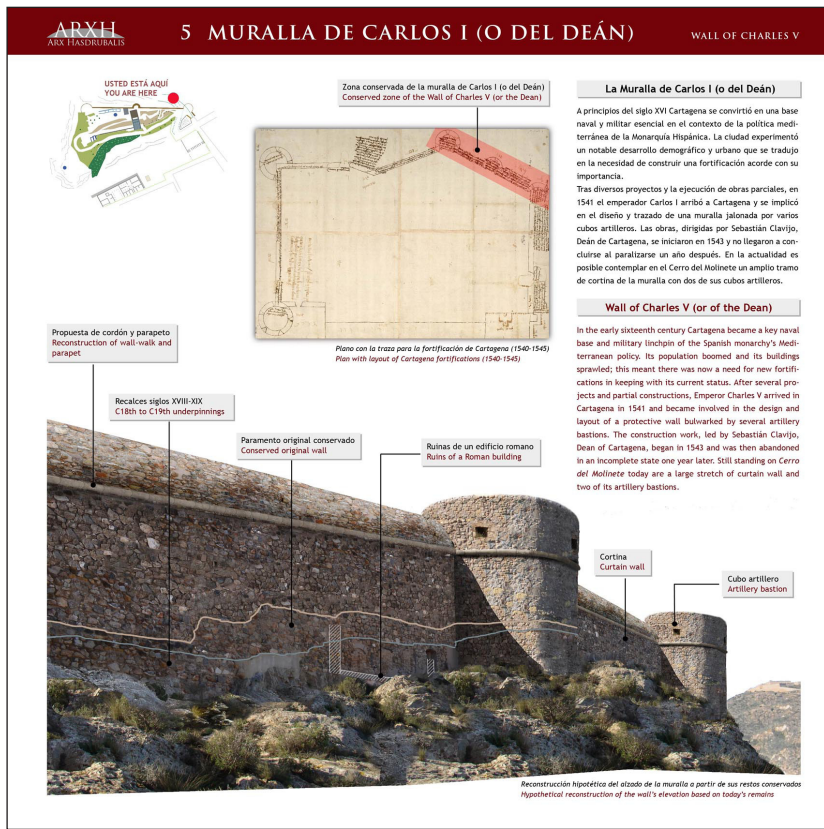 ARXH
ARX HASDRUBALIS
5 MURALLA DE CARLOS I (O DEL DEÁN)
WALL OF CHARLES V
USTED ESTÁ AQUÍ
YOU ARE HERE
Zona conservada de la muralla de Carlos I (o del Deán)
Conserved zone of the Wall of Charles V (or the Dean)
Plano con la traza para la fortificación de Cartagena (1540-1545)
Plan with layout of Cartagena fortifications (1540-1545)
La Muralla de Carlos I (o del Deán)
A principios del siglo XVI Cartagena se convirtió en una base
naval y militar esencial en el contexto de la política medi-
terránea de la Monarquía Hispánica. La ciudad experimentó
un notable desarrollo demográfico y urbano que se tradujo
en la necesidad de construir una fortificación acorde con su
importancia.
Tras diversos proyectos y la ejecución de obras parciales, en
1541 el emperador Carlos I arribó a Cartagena y se implicó
en el diseño y trazado de una muralla jalonada por varios
cubos artilleros. Las obras, dirigidas por Sebastián Clavijo,
Deán de Cartagena, se iniciaron en 1543 y no llegaron a con-
cluirse al paralizarse un año después. En la actualidad es
posible contemplar en el Cerro del Molinete un amplio tramo
de cortina de la muralla con dos de sus cubos artilleros.
Wall of Charles V (or of the Dean)
In the early sixteenth century Cartagena became a key naval
base and military linchpin of the Spanish monarchy's Medi-
terranean policy. Its population boomed and its buildings
sprawled; this meant there was now a need for new fortifi-
cations in keeping with its current status. After several pro-
jects and partial constructions, Emperor Charles V arrived in
Cartagena in 1541 and became involved in the design and
layout of a protective wall bulwarked by several artillery
bastions. The construction work, led by Sebastián Clavijo,
Dean of Cartagena, began in 1543 and was then abandoned
in an incomplete state one year later. Still standing on Cerro
del Molinete today are a large stretch of curtain wall and
two of its artillery bastions.
Propuesta de cordón y parapeto
Reconstruction of wall-walk and
parapet
Recalces siglos XVIII-XIX
C18th to C19th underpinnings
Paramento original conservado
Conserved original wall
Ruinas de un edificio romano
Ruins of a Roman building
Cortina
Curtain wall
Cubo artillero
Artillery bastion
Reconstrucción hipotética del alzado de la muralla a partir de sus restos conservados
Hypothetical reconstruction of the wall's elevation based on today's remains